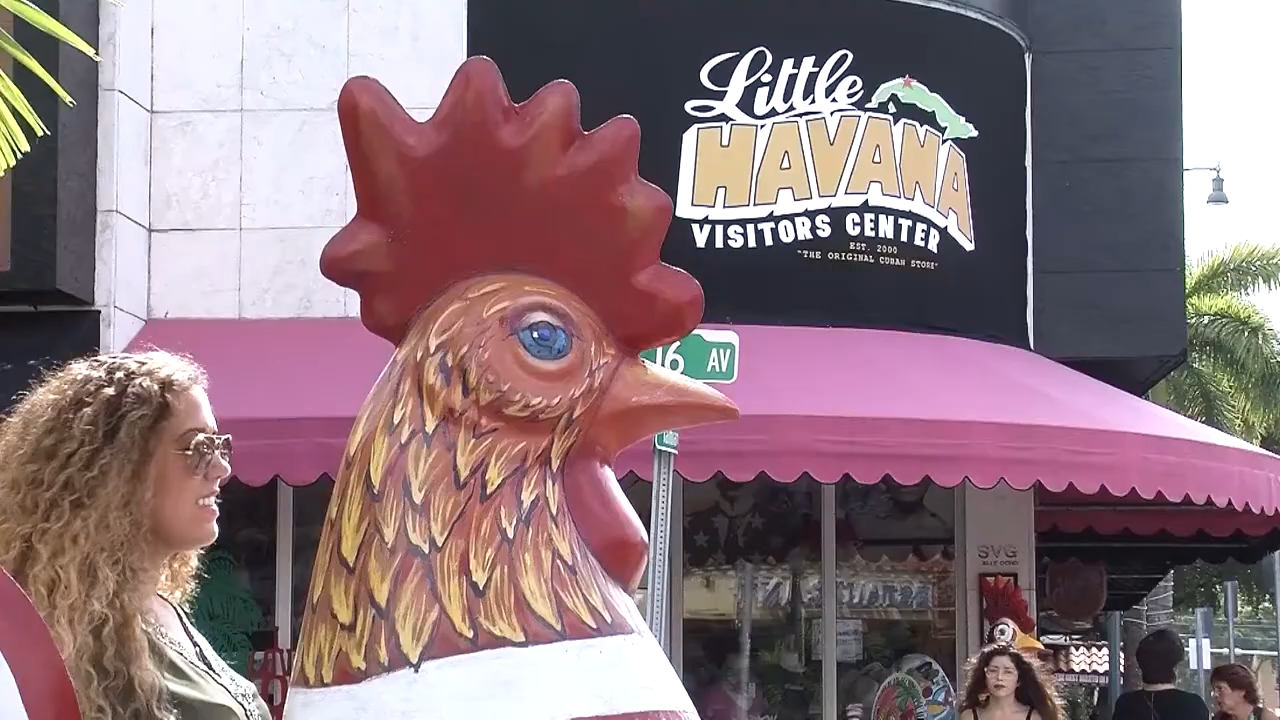 Little
HAVANA
VISITORS CENTER
EST. 2000
"THE ORIGINAL CUBAN STORE"
16 AV
SVG